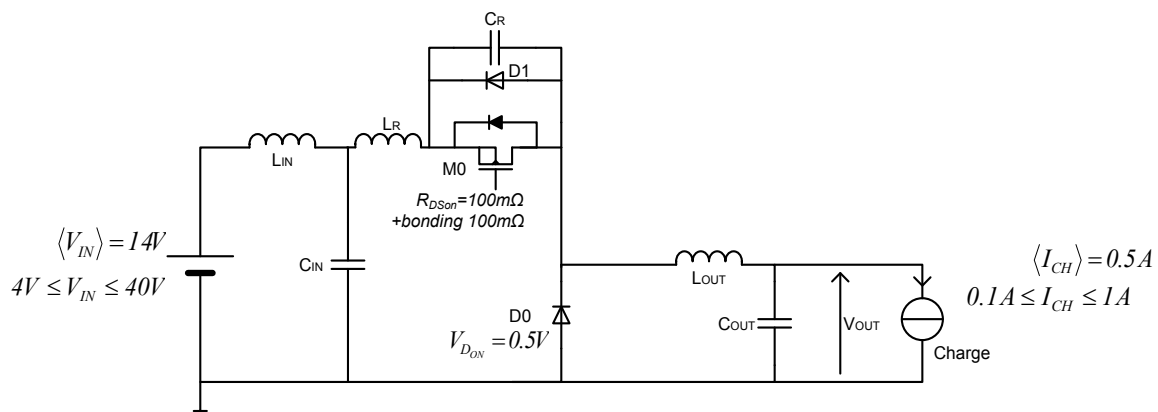 CR
D1
LR
LIN
M0
RDSon=100mΩ
+bonding 100mΩ
⟨VIN⟩=14V
4V ≤ VIN ≤ 40V
CIN
LOUT
⟨ICH⟩=0.5A
0.1A ≤ ICH ≤ 1A
D0
VDON=0.5V
COUT
VOUT
Charge